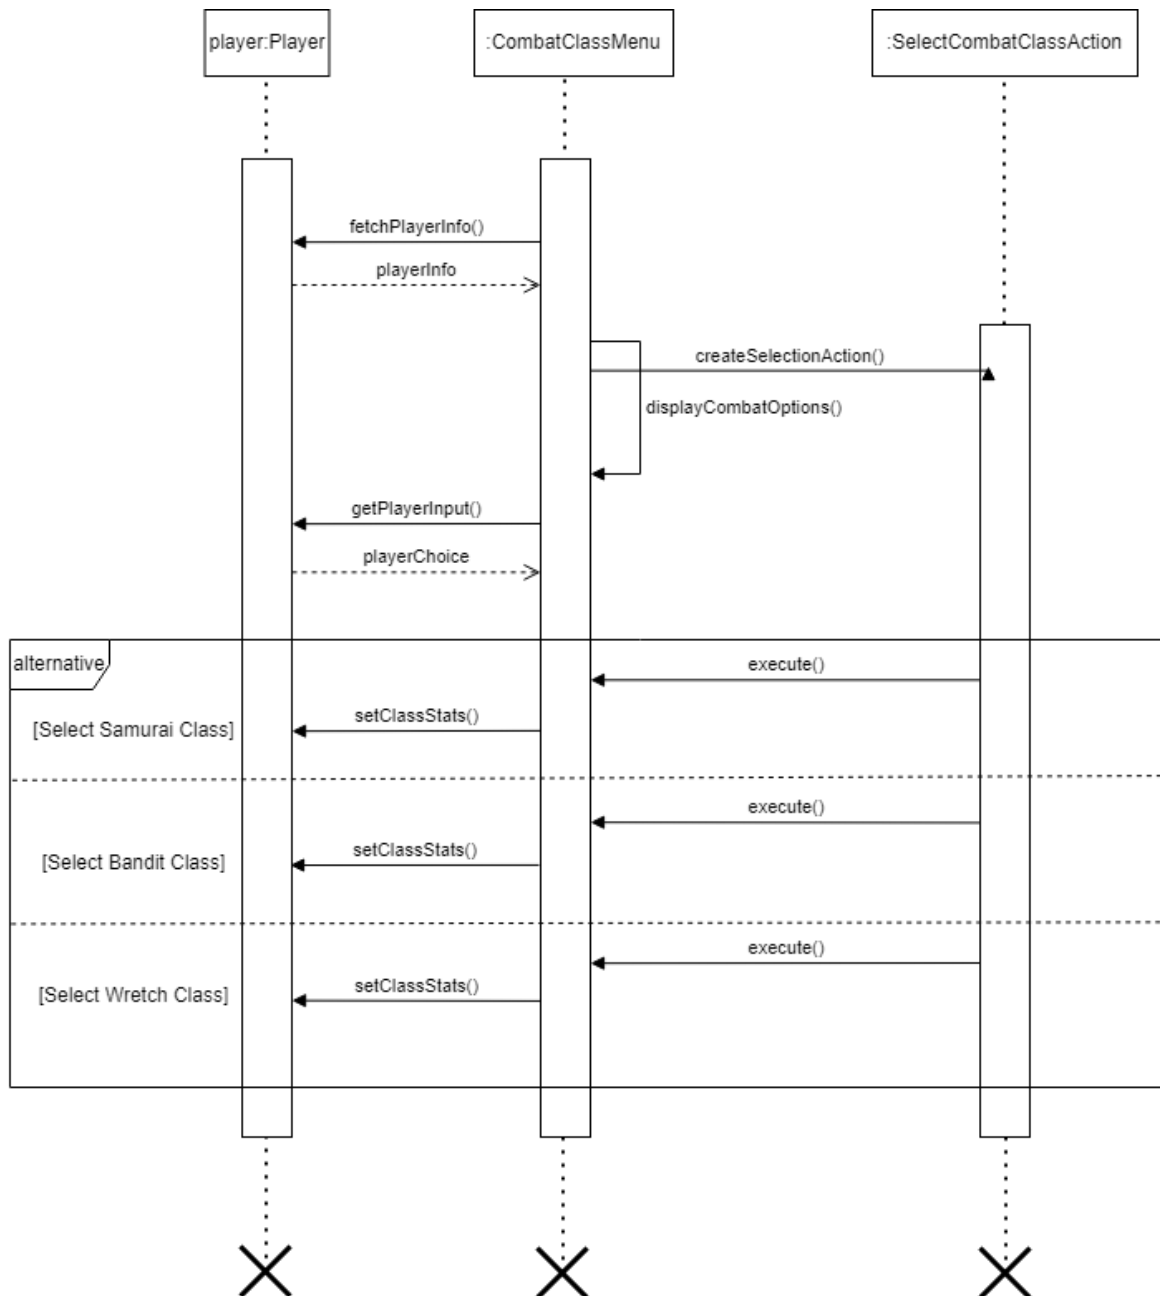 player:Player
:CombatClassMenu
:SelectCombatClassAction
fetchPlayerInfo()
playerInfo
createSelectionAction()
displayCombatOptions()
getPlayerInput()
playerChoice
alternative
execute()
setClassStats()
[Select Samurai Class]
execute()
setClassStats()
[Select Bandit Class]
execute()
setClassStats()
[Select Wretch Class]